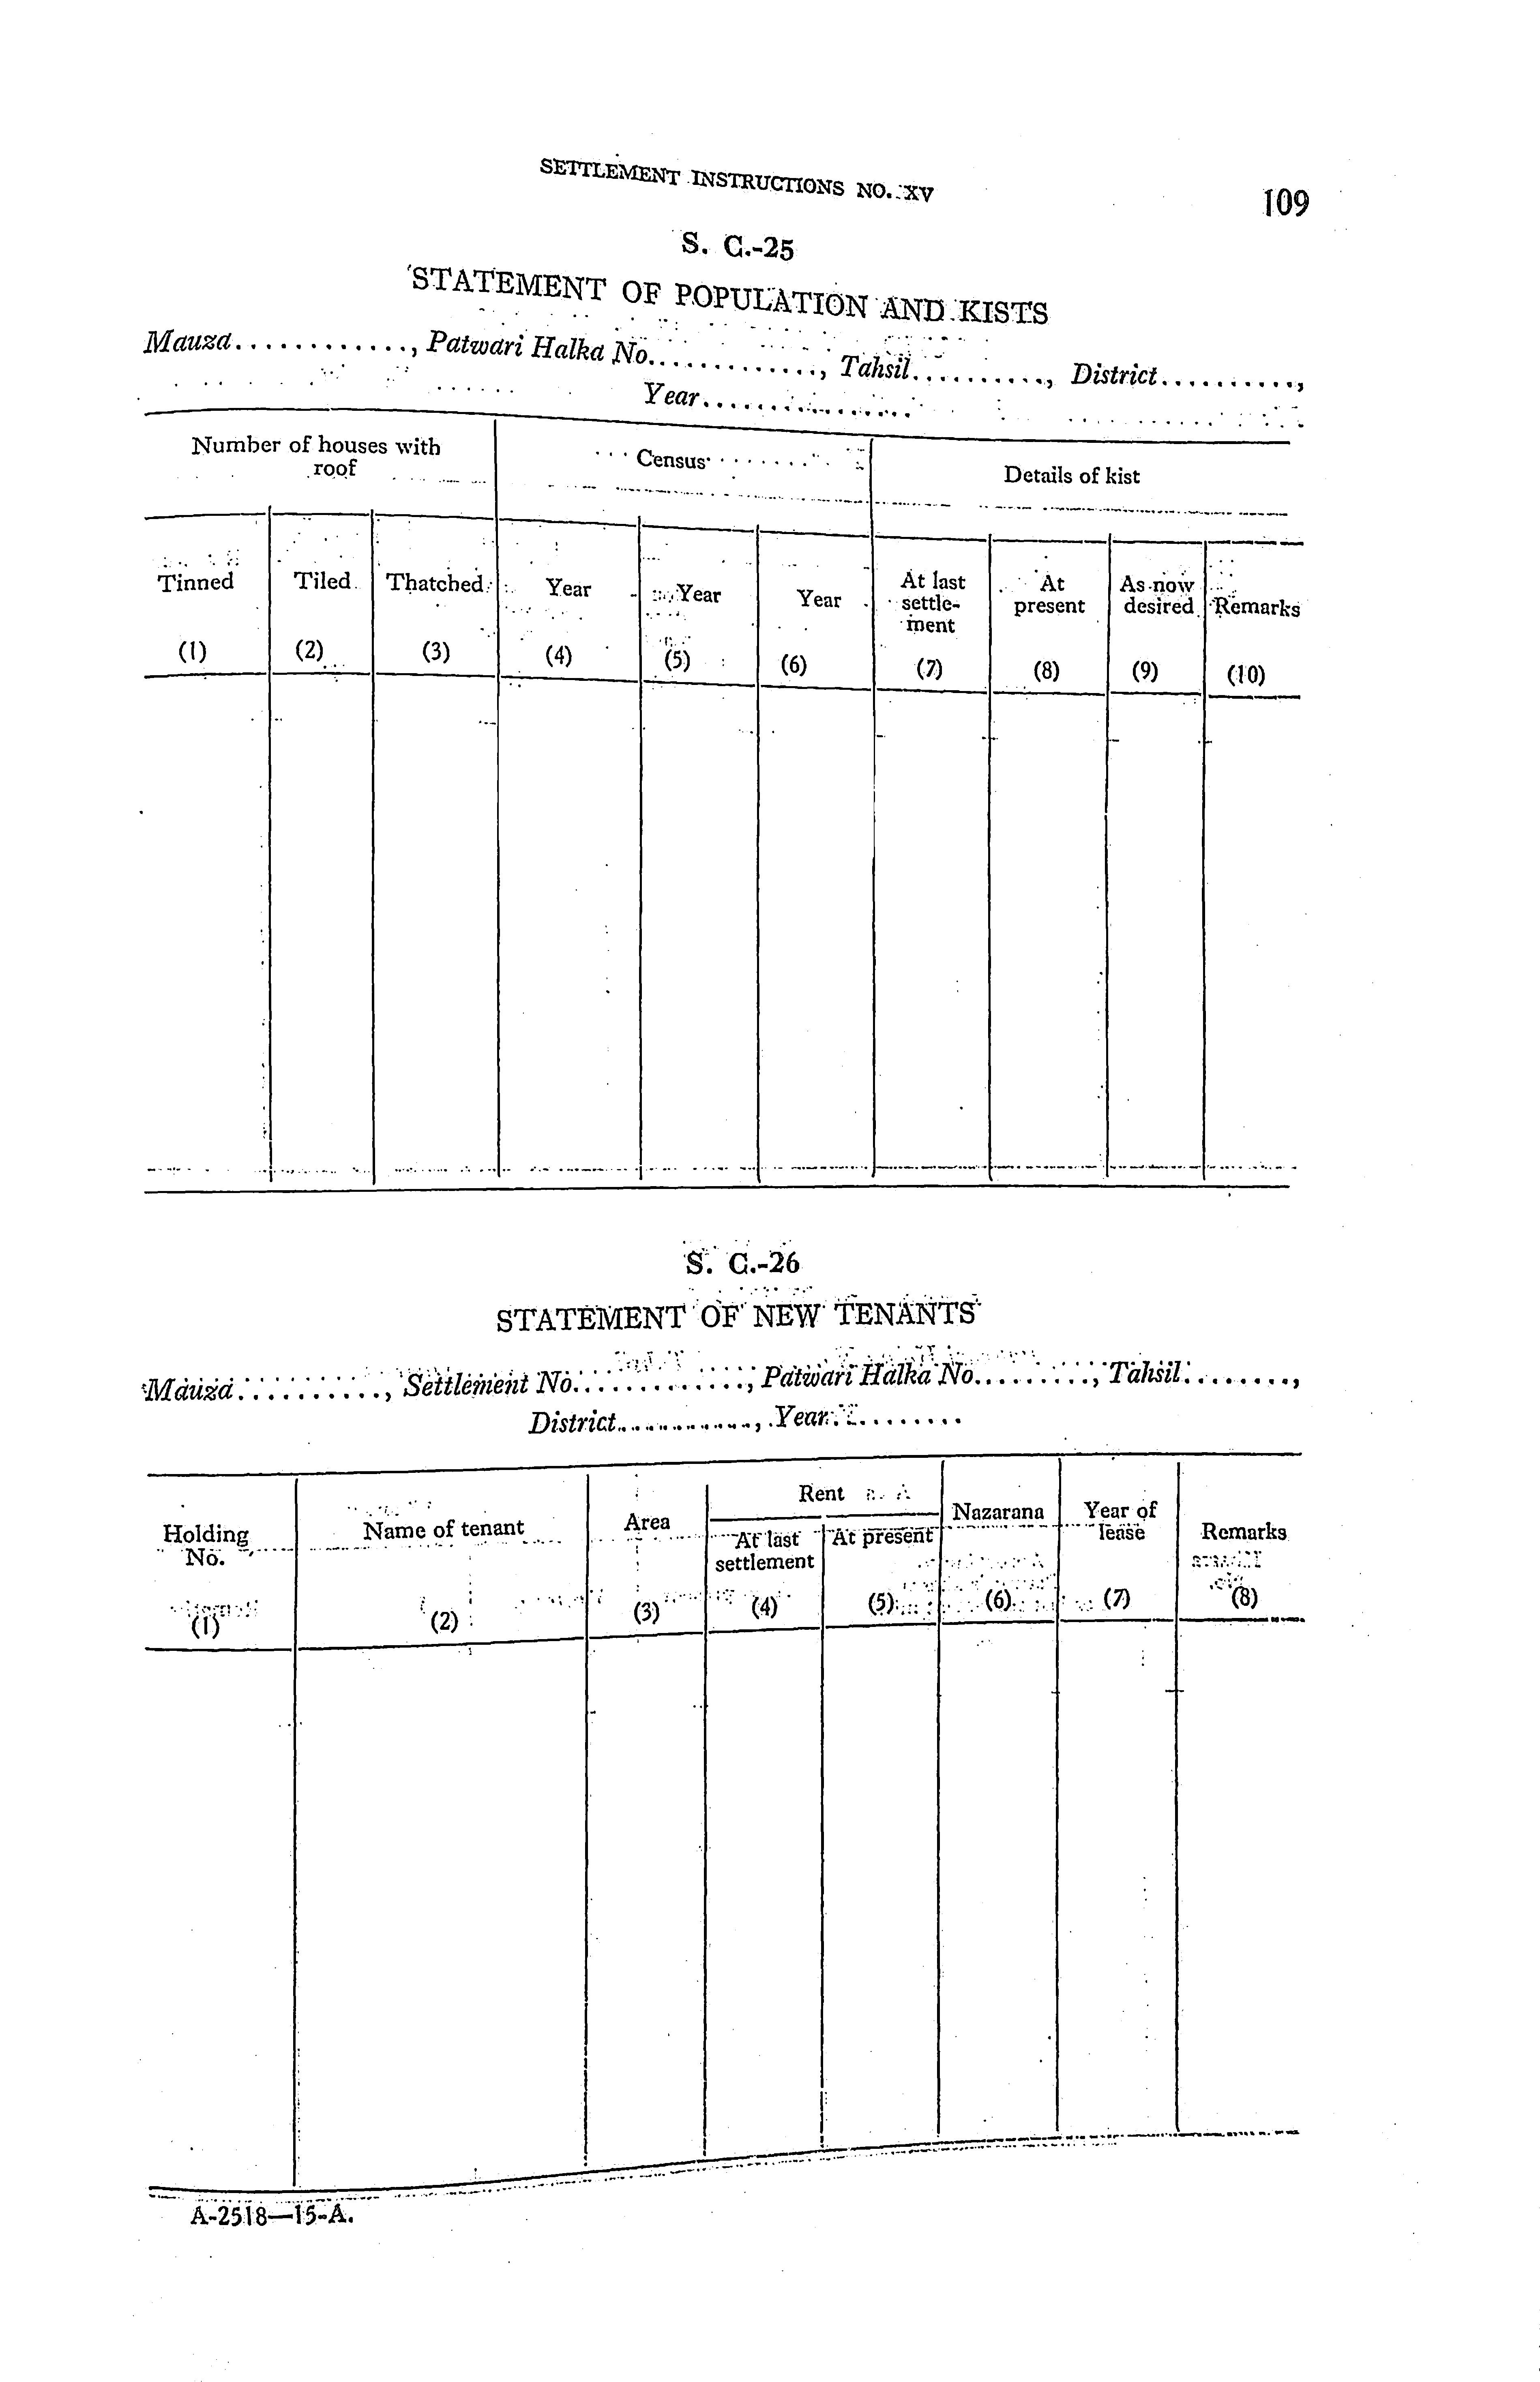 SETTLEMENT INSTRUCTIONS NO. XV
109
S. C.-25
STATEMENT OF POPULATION AND KISTS
Mauza............, Patwari Halka No............., Tahsil.........., District..........,
Year................
Number of houses with roof
Census
Details of kist
Tinned
Tiled
Thatched
Year
Year
Year
At last settle-ment
At present
As now desired
Remarks
(1)
(2)
(3)
(4)
(5)
(6)
(7)
(8)
(9)
(10)
S. C.-26
STATEMENT OF NEW TENANTS
Mauza.........., Settlement No............, Patwari Halka No........., Tahsil........,
District............, Year..........
Holding No.
Name of tenant
Area
Rent
At last settlement
At present
Nazarana
Year of lease
Remarks
(1)
(2)
(3)
(4)
(5)
(6)
(7)
(8)
A-2518—15-A.